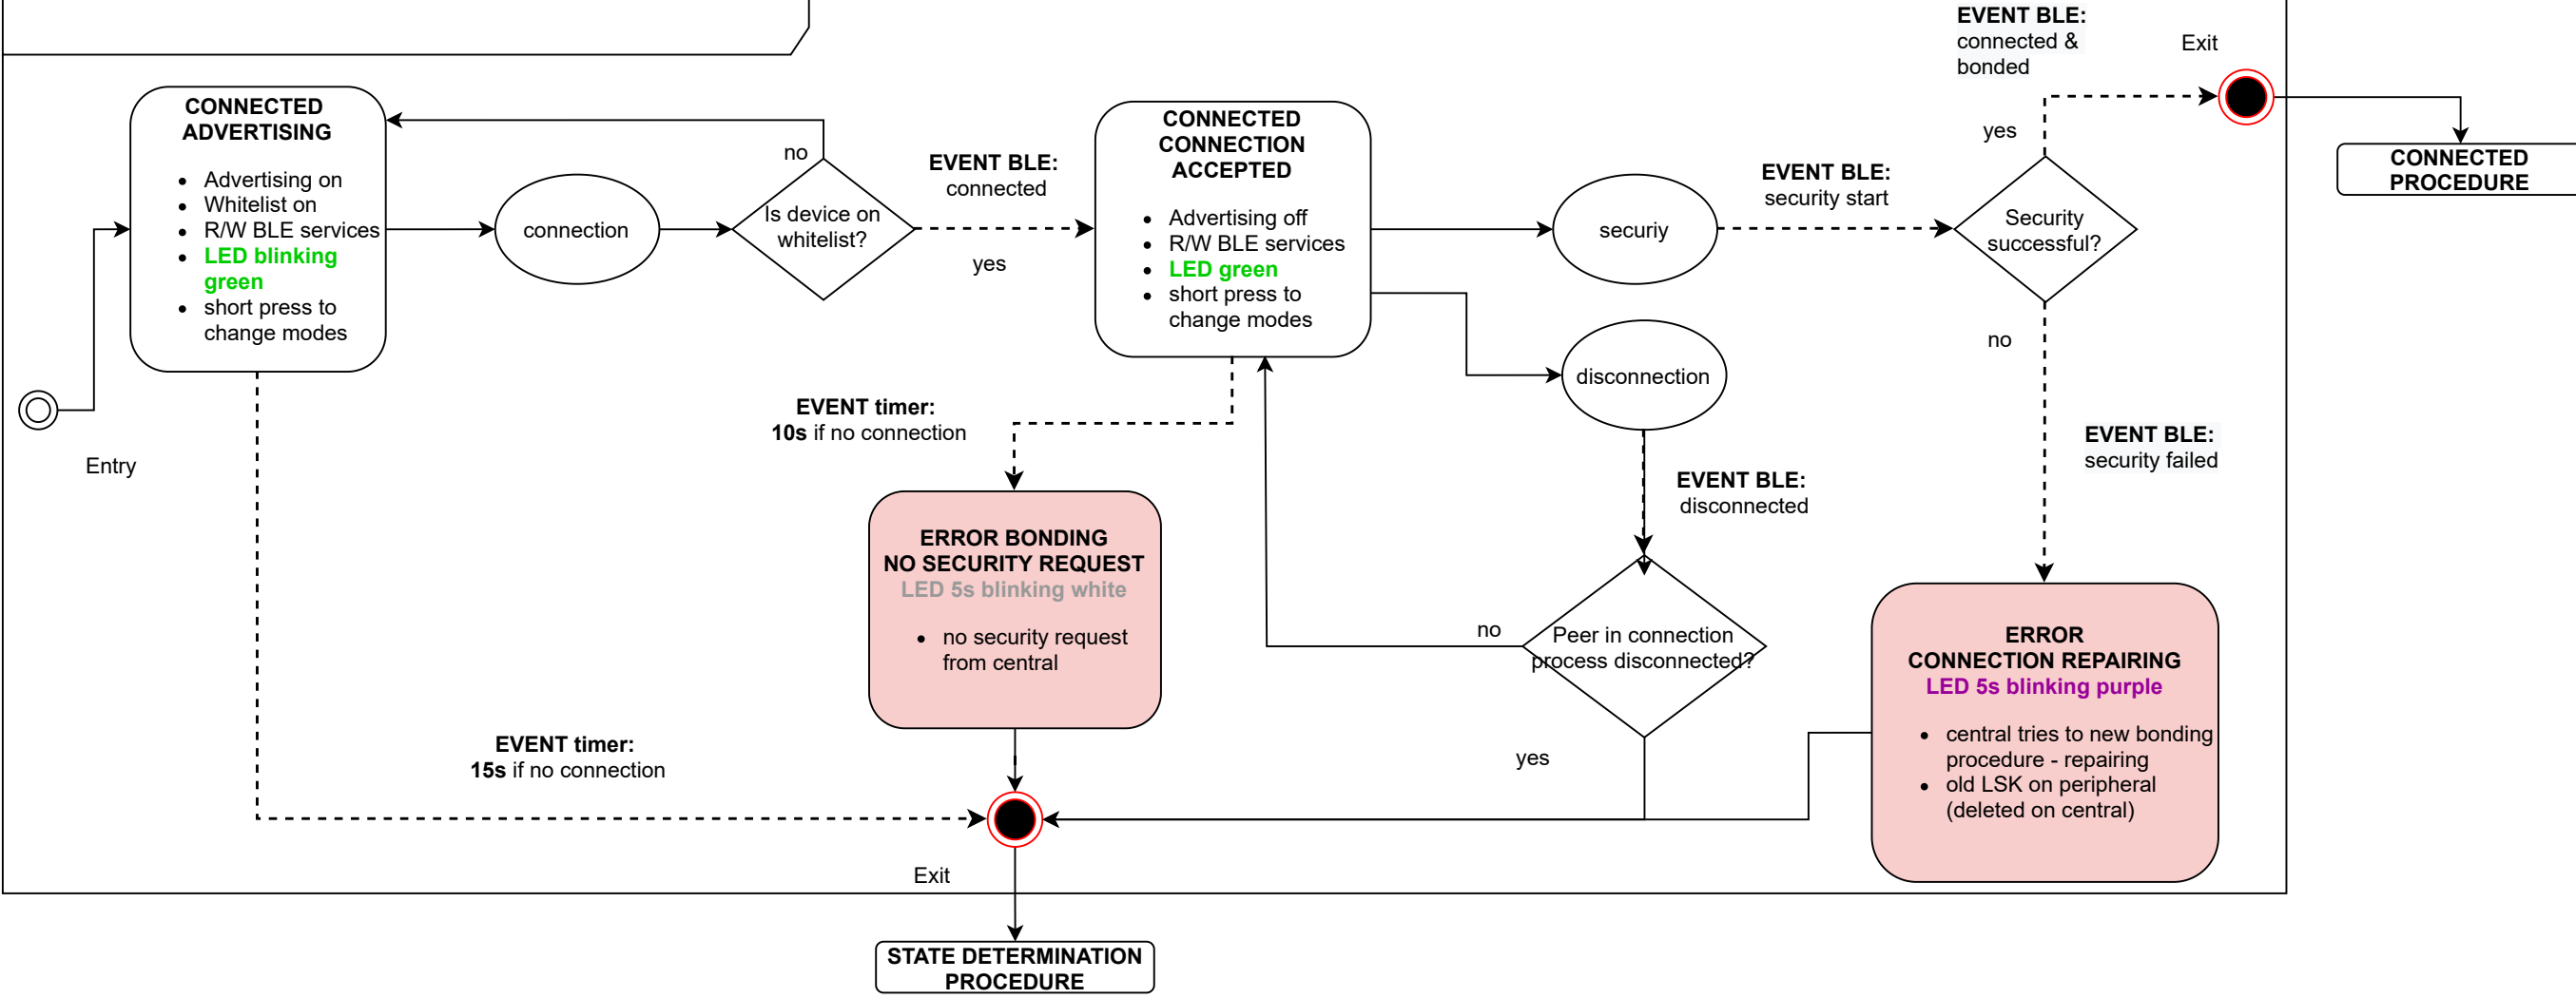 CONNECTED
ADVERTISING
Advertising on
Whitelist on
R/W BLE services
LED blinking
green
short press to
change modes
Entry
connection
no
Is device on
whitelist?
EVENT BLE:
connected
yes
CONNECTED
CONNECTION
ACCEPTED
Advertising off
R/W BLE services
LED green
short press to
change modes
securiy
EVENT BLE:
security start
Security
successful?
yes
EVENT BLE:
connected &
bonded
Exit
CONNECTED
PROCEDURE
no
EVENT BLE:
security failed
disconnection
EVENT BLE:
disconnected
Peer in connection
process disconnected?
no
yes
EVENT timer:
10s if no connection
ERROR BONDING
NO SECURITY REQUEST
LED 5s blinking white
no security request
from central
ERROR
CONNECTION REPAIRING
LED 5s blinking purple
central tries to new bonding
procedure - repairing
old LSK on peripheral
(deleted on central)
EVENT timer:
15s if no connection
Exit
STATE DETERMINATION
PROCEDURE